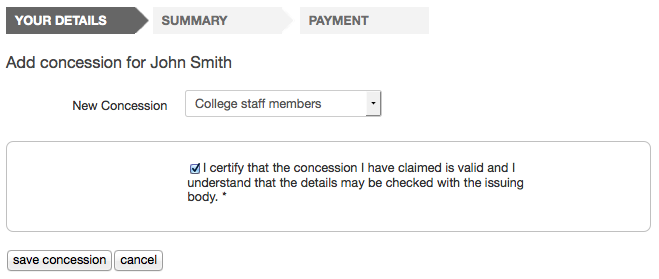 YOUR DETAILS SUMMARY PAYMENT
Add concession for John Smith
New Concession College staff members
I certify that the concession I have claimed is valid and I
understand that the details may be checked with the issuing
body. *
save concession cancel